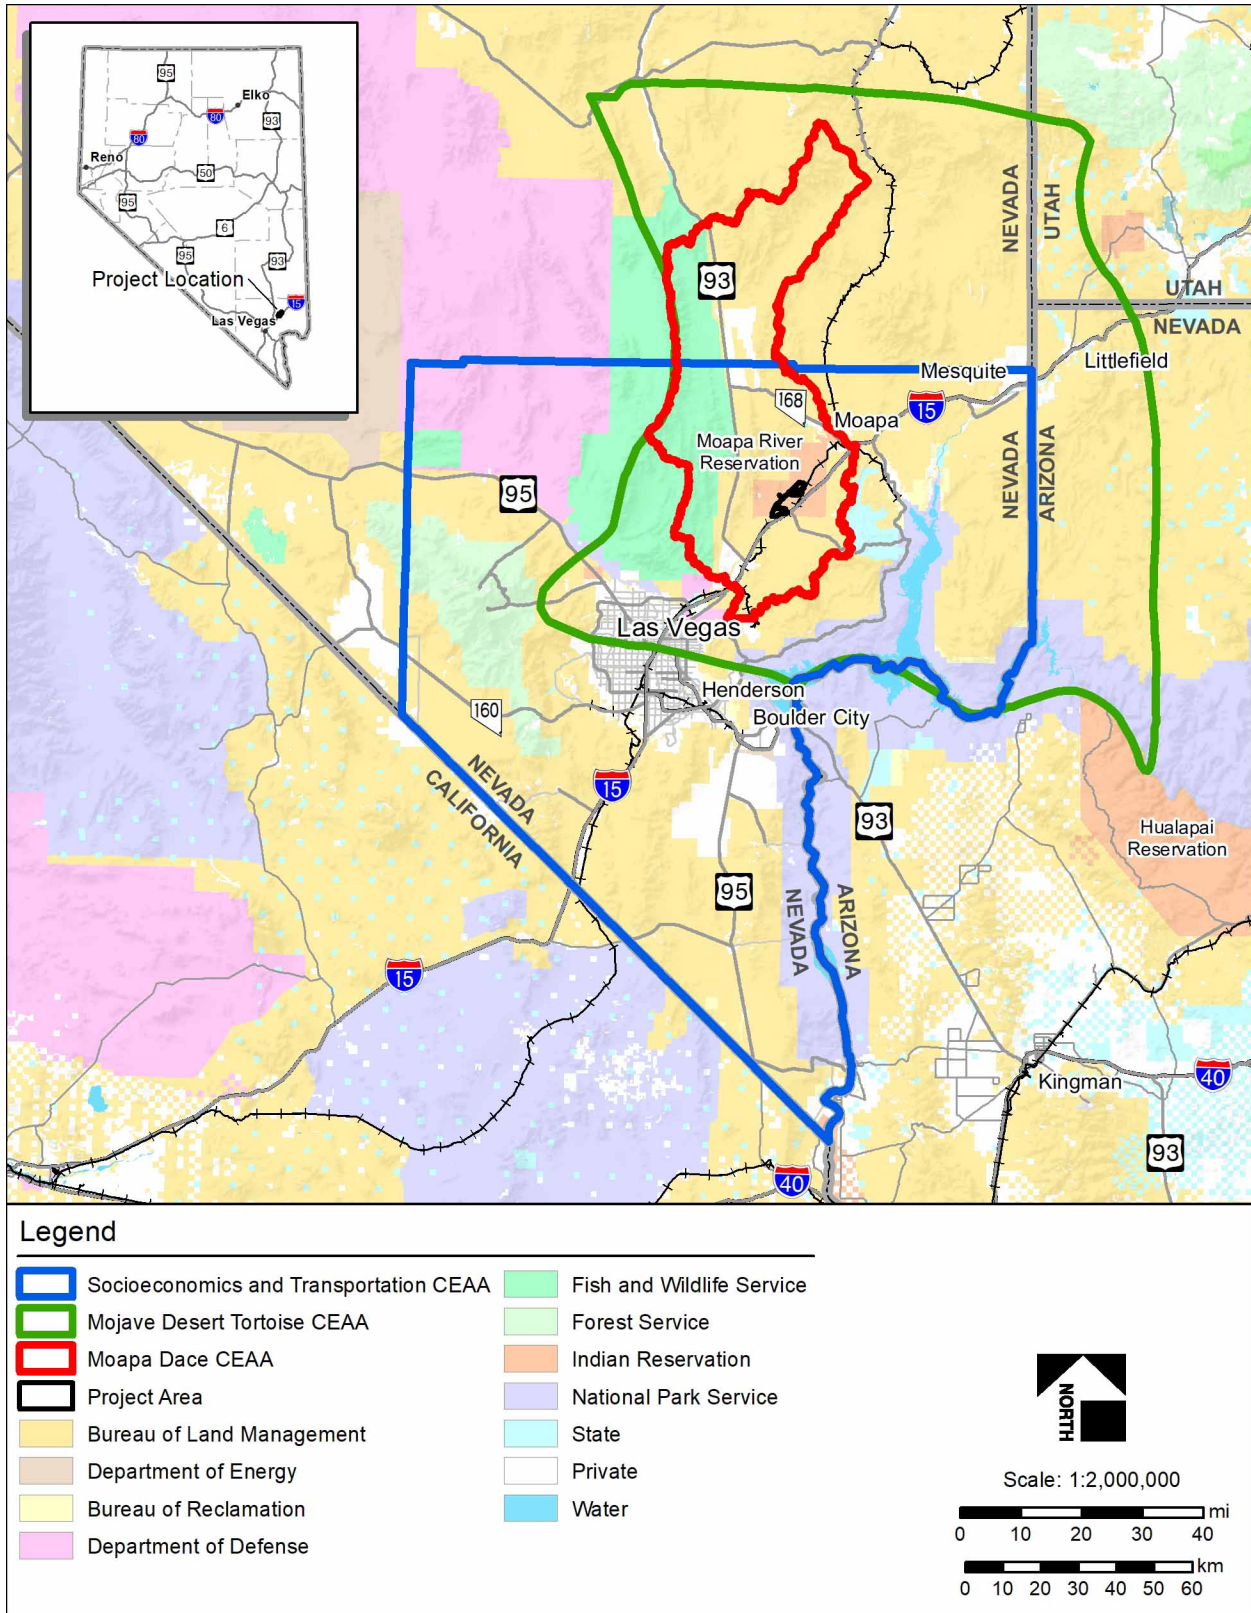 95
Elko
80
93
80
Reno
50
95
6
95
93
Project Location
15
Las Vegas
NEVADA
UTAH
93
UTAH
NEVADA
Mesquite
Littlefield
168
15
Moapa
Moapa River
Reservation
95
NEVADA
ARIZONA
Las Vegas
Henderson
160
Boulder City
NEVADA
CALIFORNIA
15
93
Hualapai
Reservation
95
NEVADA
ARIZONA
15
Kingman
40
93
40
Legend
Socioeconomics and Transportation CEAA
Mojave Desert Tortoise CEAA
Moapa Dace CEAA
Project Area
Bureau of Land Management
Department of Energy
Bureau of Reclamation
Department of Defense
Fish and Wildlife Service
Forest Service
Indian Reservation
National Park Service
State
Private
Water
NORTH
Scale: 1:2,000,000
mi
0 10 20 30 40
km
0 10 20 30 40 50 60